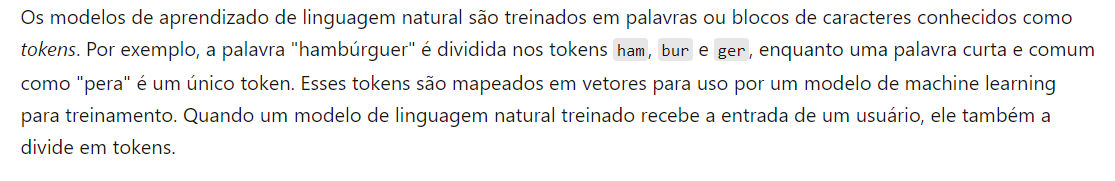 Os modelos de aprendizado de linguagem natural são treinados em palavras ou blocos de caracteres conhecidos como
tokens. Por exemplo, a palavra "hambúrguer" é dividida nos tokens ham, bur e ger, enquanto uma palavra curta e comum
como "pera" é um único token. Esses tokens são mapeados em vetores para uso por um modelo de machine learning
para treinamento. Quando um modelo de linguagem natural treinado recebe a entrada de um usuário, ele também a
divide em tokens.